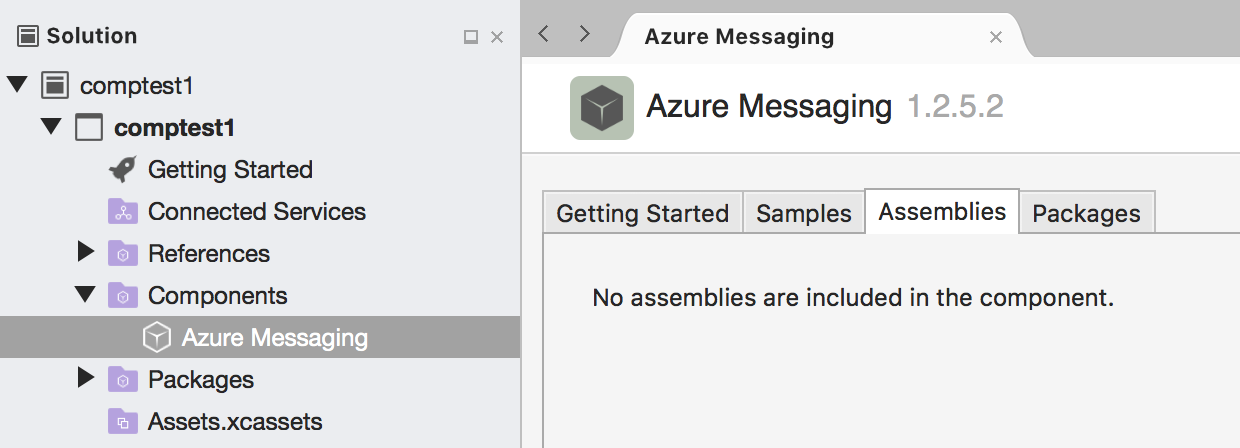 Solution
comptest1
comptest1
Getting Started
Connected Services
References
Components
Azure Messaging
Packages
Assets.xcassets
Azure Messaging
Azure Messaging 1.2.5.2
Getting Started Samples Assemblies Packages
No assemblies are included in the component.